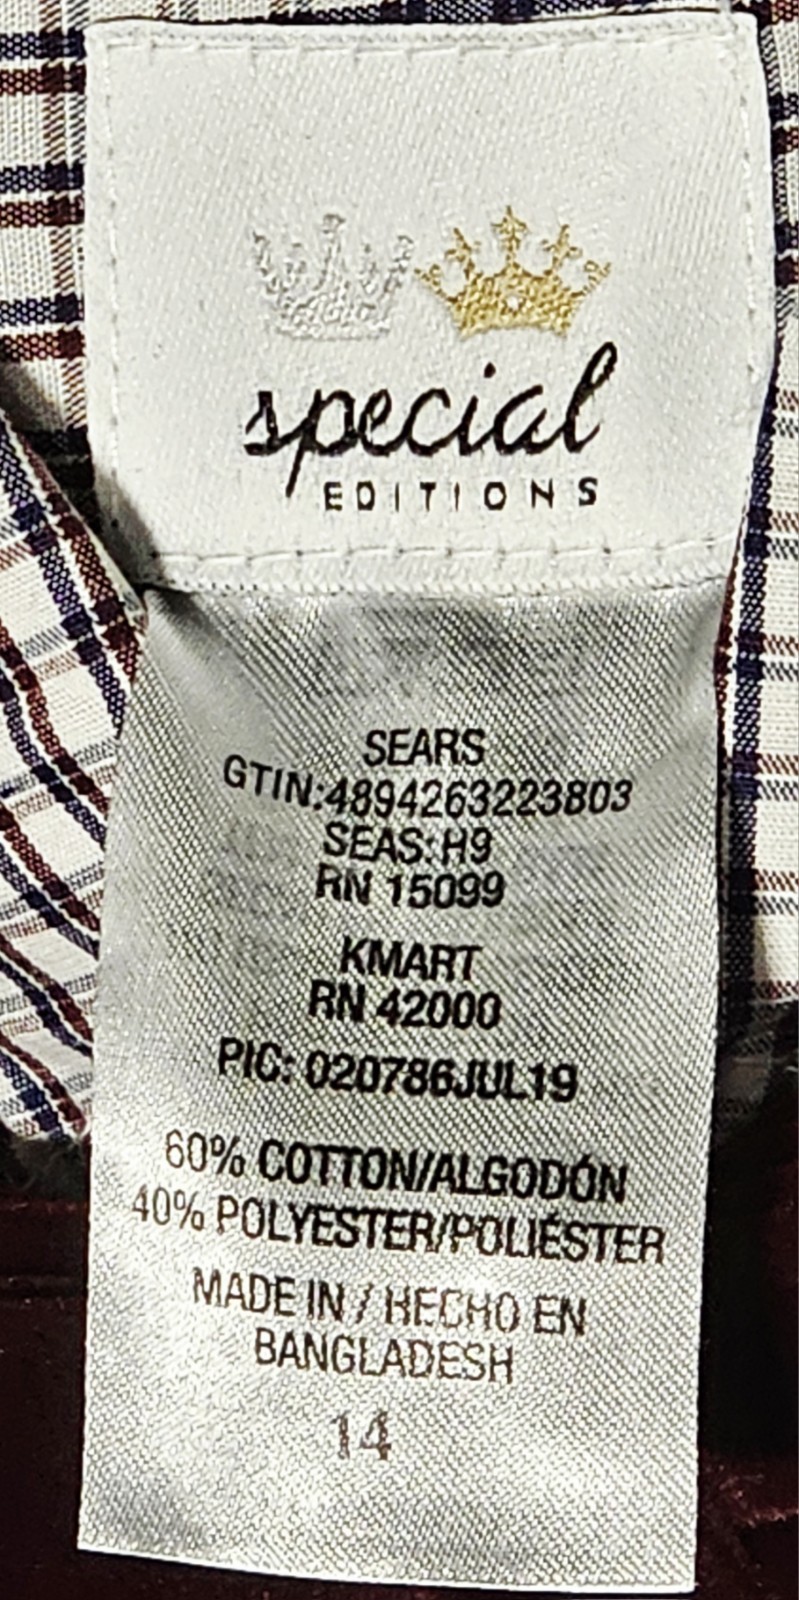 special
EDITIONS
SEARS
GTIN:4894263223803
SEAS:H9
RN 15099
KMART
RN 42000
PIC: 020786JUL19
60% COTTON/ALGODÓN
40% POLYESTER/POLIÉSTER
MADE IN / HECHO EN
BANGLADESH
14